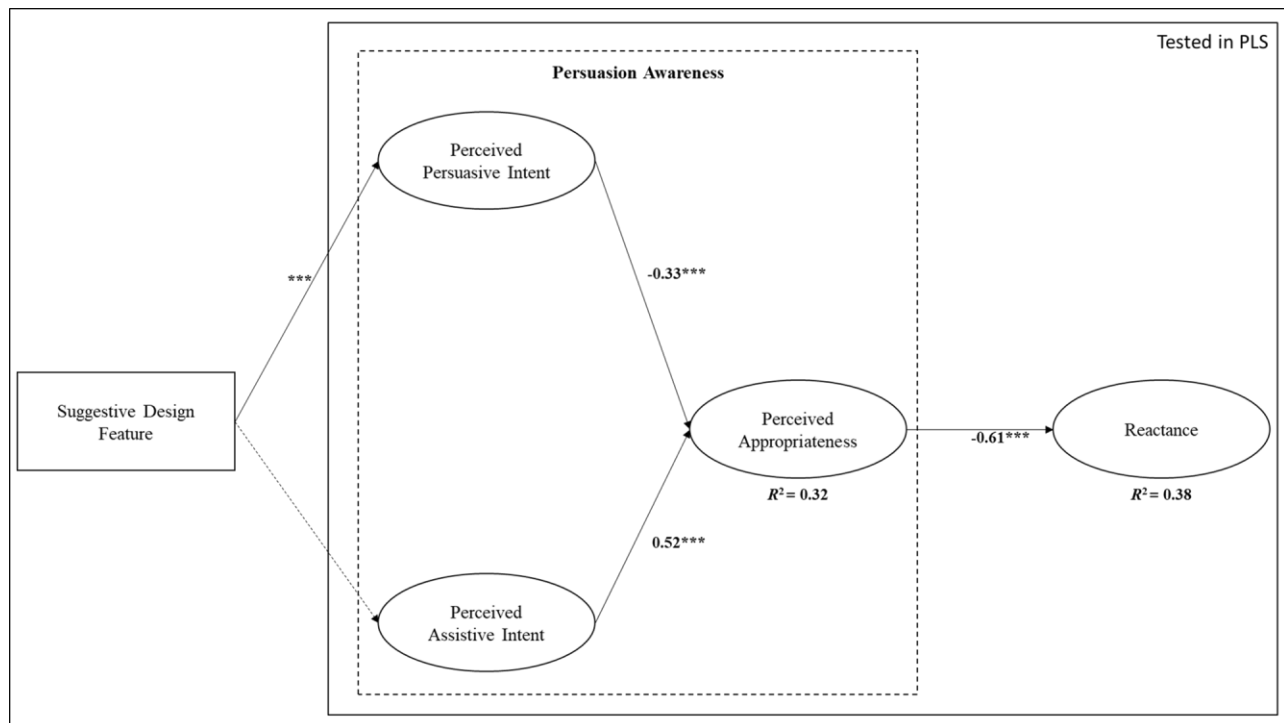 Tested in PLS
Persuasion Awareness
Perceived
Persuasive Intent
***
-0.33***
Suggestive Design
Feature
Perceived
Appropriateness
-0.61***
Reactance
R² = 0.32
R² = 0.38
0.52***
Perceived
Assistive Intent